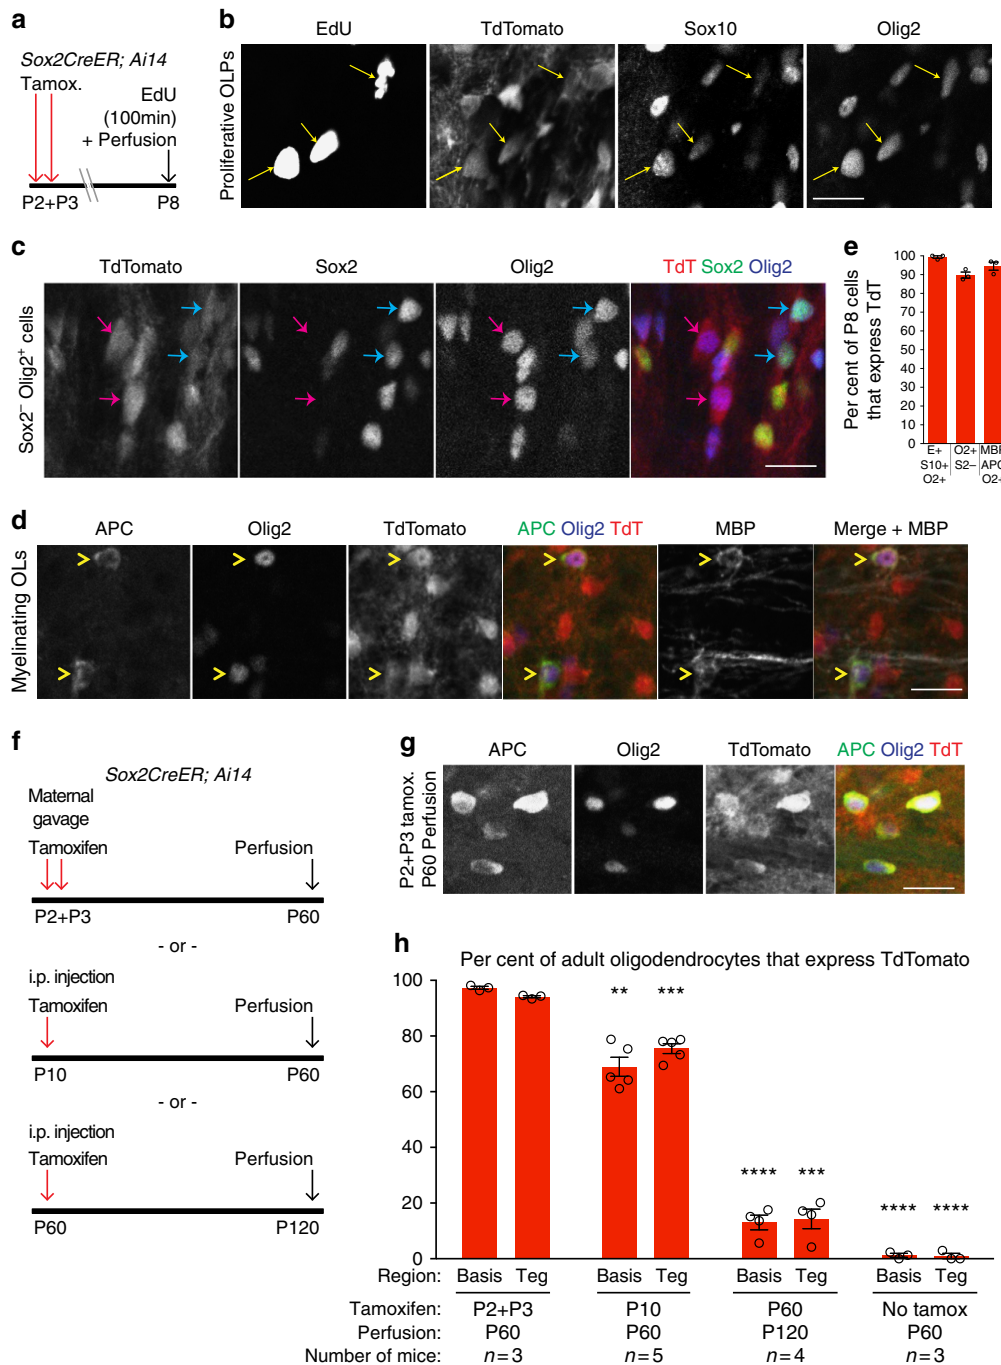 a
Sox2CreER; Ai14
Tamox.
EdU
(100min)
+ Perfusion
P2+P3
P8
b
EdU
TdTomato
Sox10
Olig2
Proliferative OLPs
c
TdTomato
Sox2
Olig2
TdT Sox2 Olig2
Sox2⁻ Olig2⁺ cells
e
Per cent of P8 cells
that express TdT
100
90
80
70
60
50
40
30
20
10
0
E+
S10+
O2+
O2+
S2–
MBP
APC
O2+
d
APC
Olig2
TdTomato
APC Olig2 TdT
MBP
Merge + MBP
Myelinating OLs
f
Sox2CreER; Ai14
Maternal
gavage
Tamoxifen
Perfusion
P2+P3
P60
- or -
i.p. injection
Tamoxifen
Perfusion
P10
P60
- or -
i.p. injection
Tamoxifen
Perfusion
P60
P120
g
APC
Olig2
TdTomato
APC Olig2 TdT
P2+P3 tamox.
P60 Perfusion
h
Per cent of adult oligodendrocytes that express TdTomato
100
80
60
40
20
0
** ***
**** ***
**** ****
Region: Basis Teg Basis Teg Basis Teg Basis Teg
Tamoxifen: P2+P3 P10 P60 No tamox
Perfusion: P60 P60 P120 P60
Number of mice: n=3 n=5 n=4 n=3